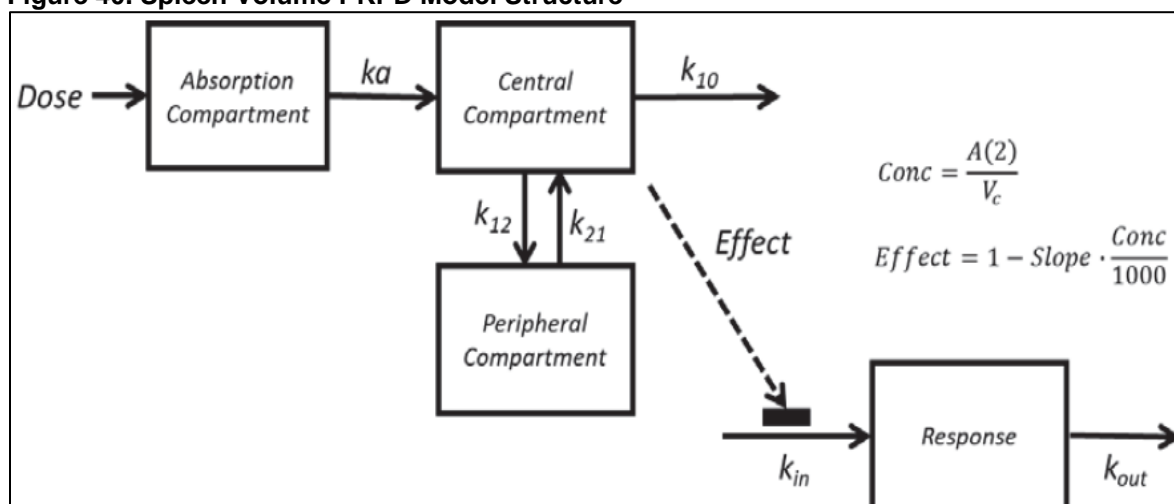 Figure 40. Spleen Volume PKPD Model Structure
Dose
Absorption
Compartment
ka
Central
Compartment
k10
k12
k21
Peripheral
Compartment
Effect
Conc = A(2) / Vc
Effect = 1 − Slope · Conc / 1000
kin
Response
kout